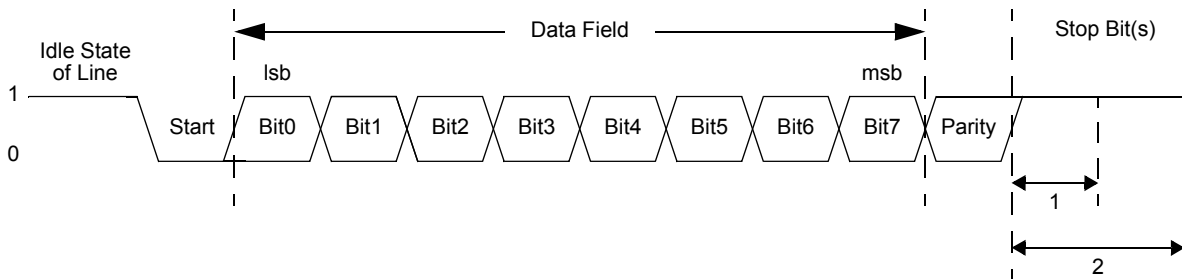 Data Field
Stop Bit(s)
Idle State
of Line
lsb
msb
1
Start
Bit0
Bit1
Bit2
Bit3
Bit4
Bit5
Bit6
Bit7
Parity
0
1
2